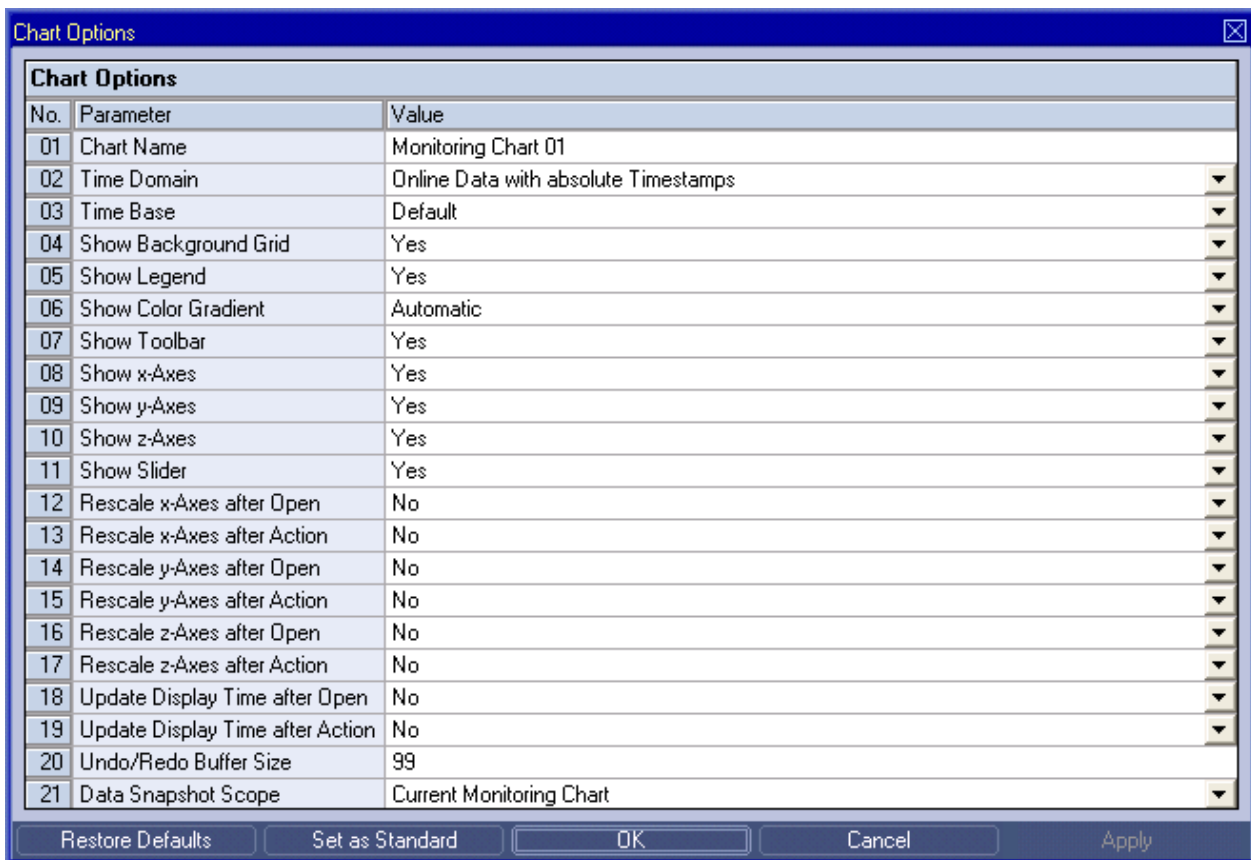 Chart Options
Chart Options
No. Parameter Value
01 Chart Name Monitoring Chart 01
02 Time Domain Online Data with absolute Timestamps
03 Time Base Default
04 Show Background Grid Yes
05 Show Legend Yes
06 Show Color Gradient Automatic
07 Show Toolbar Yes
08 Show x-Axes Yes
09 Show y-Axes Yes
10 Show z-Axes Yes
11 Show Slider Yes
12 Rescale x-Axes after Open No
13 Rescale x-Axes after Action No
14 Rescale y-Axes after Open No
15 Rescale y-Axes after Action No
16 Rescale z-Axes after Open No
17 Rescale z-Axes after Action No
18 Update Display Time after Open No
19 Update Display Time after Action No
20 Undo/Redo Buffer Size 99
21 Data Snapshot Scope Current Monitoring Chart
Restore Defaults Set as Standard OK Cancel Apply